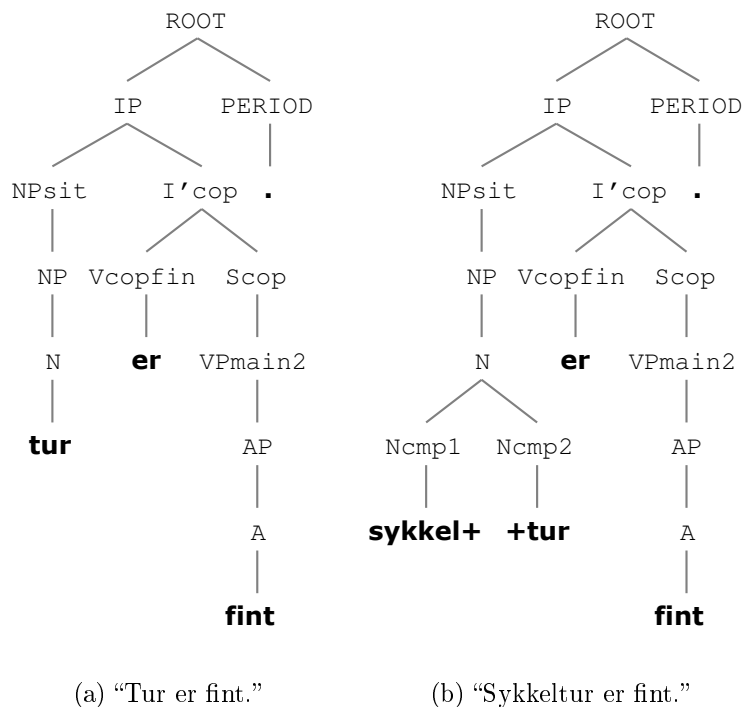 ROOT ROOT
IP PERIOD IP PERIOD
NPsit I'cop . NPsit I'cop .
NP Vcopfin Scop NP Vcopfin Scop
N er VPmain2 N er VPmain2
tur AP Ncmp1 Ncmp2 AP
A sykkel+ +tur A
fint fint
(a) “Tur er fint.” (b) “Sykkeltur er fint.”